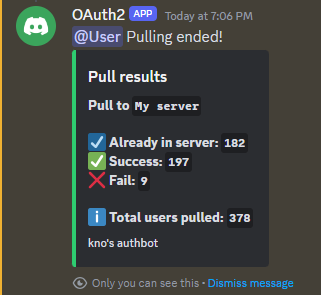 OAuth2 APP Today at 7:06 PM
@User Pulling ended!
Pull results
Pull to My server
Already in server: 182
Success: 197
Fail: 9
Total users pulled: 378
kno's authbot
Only you can see this • Dismiss message